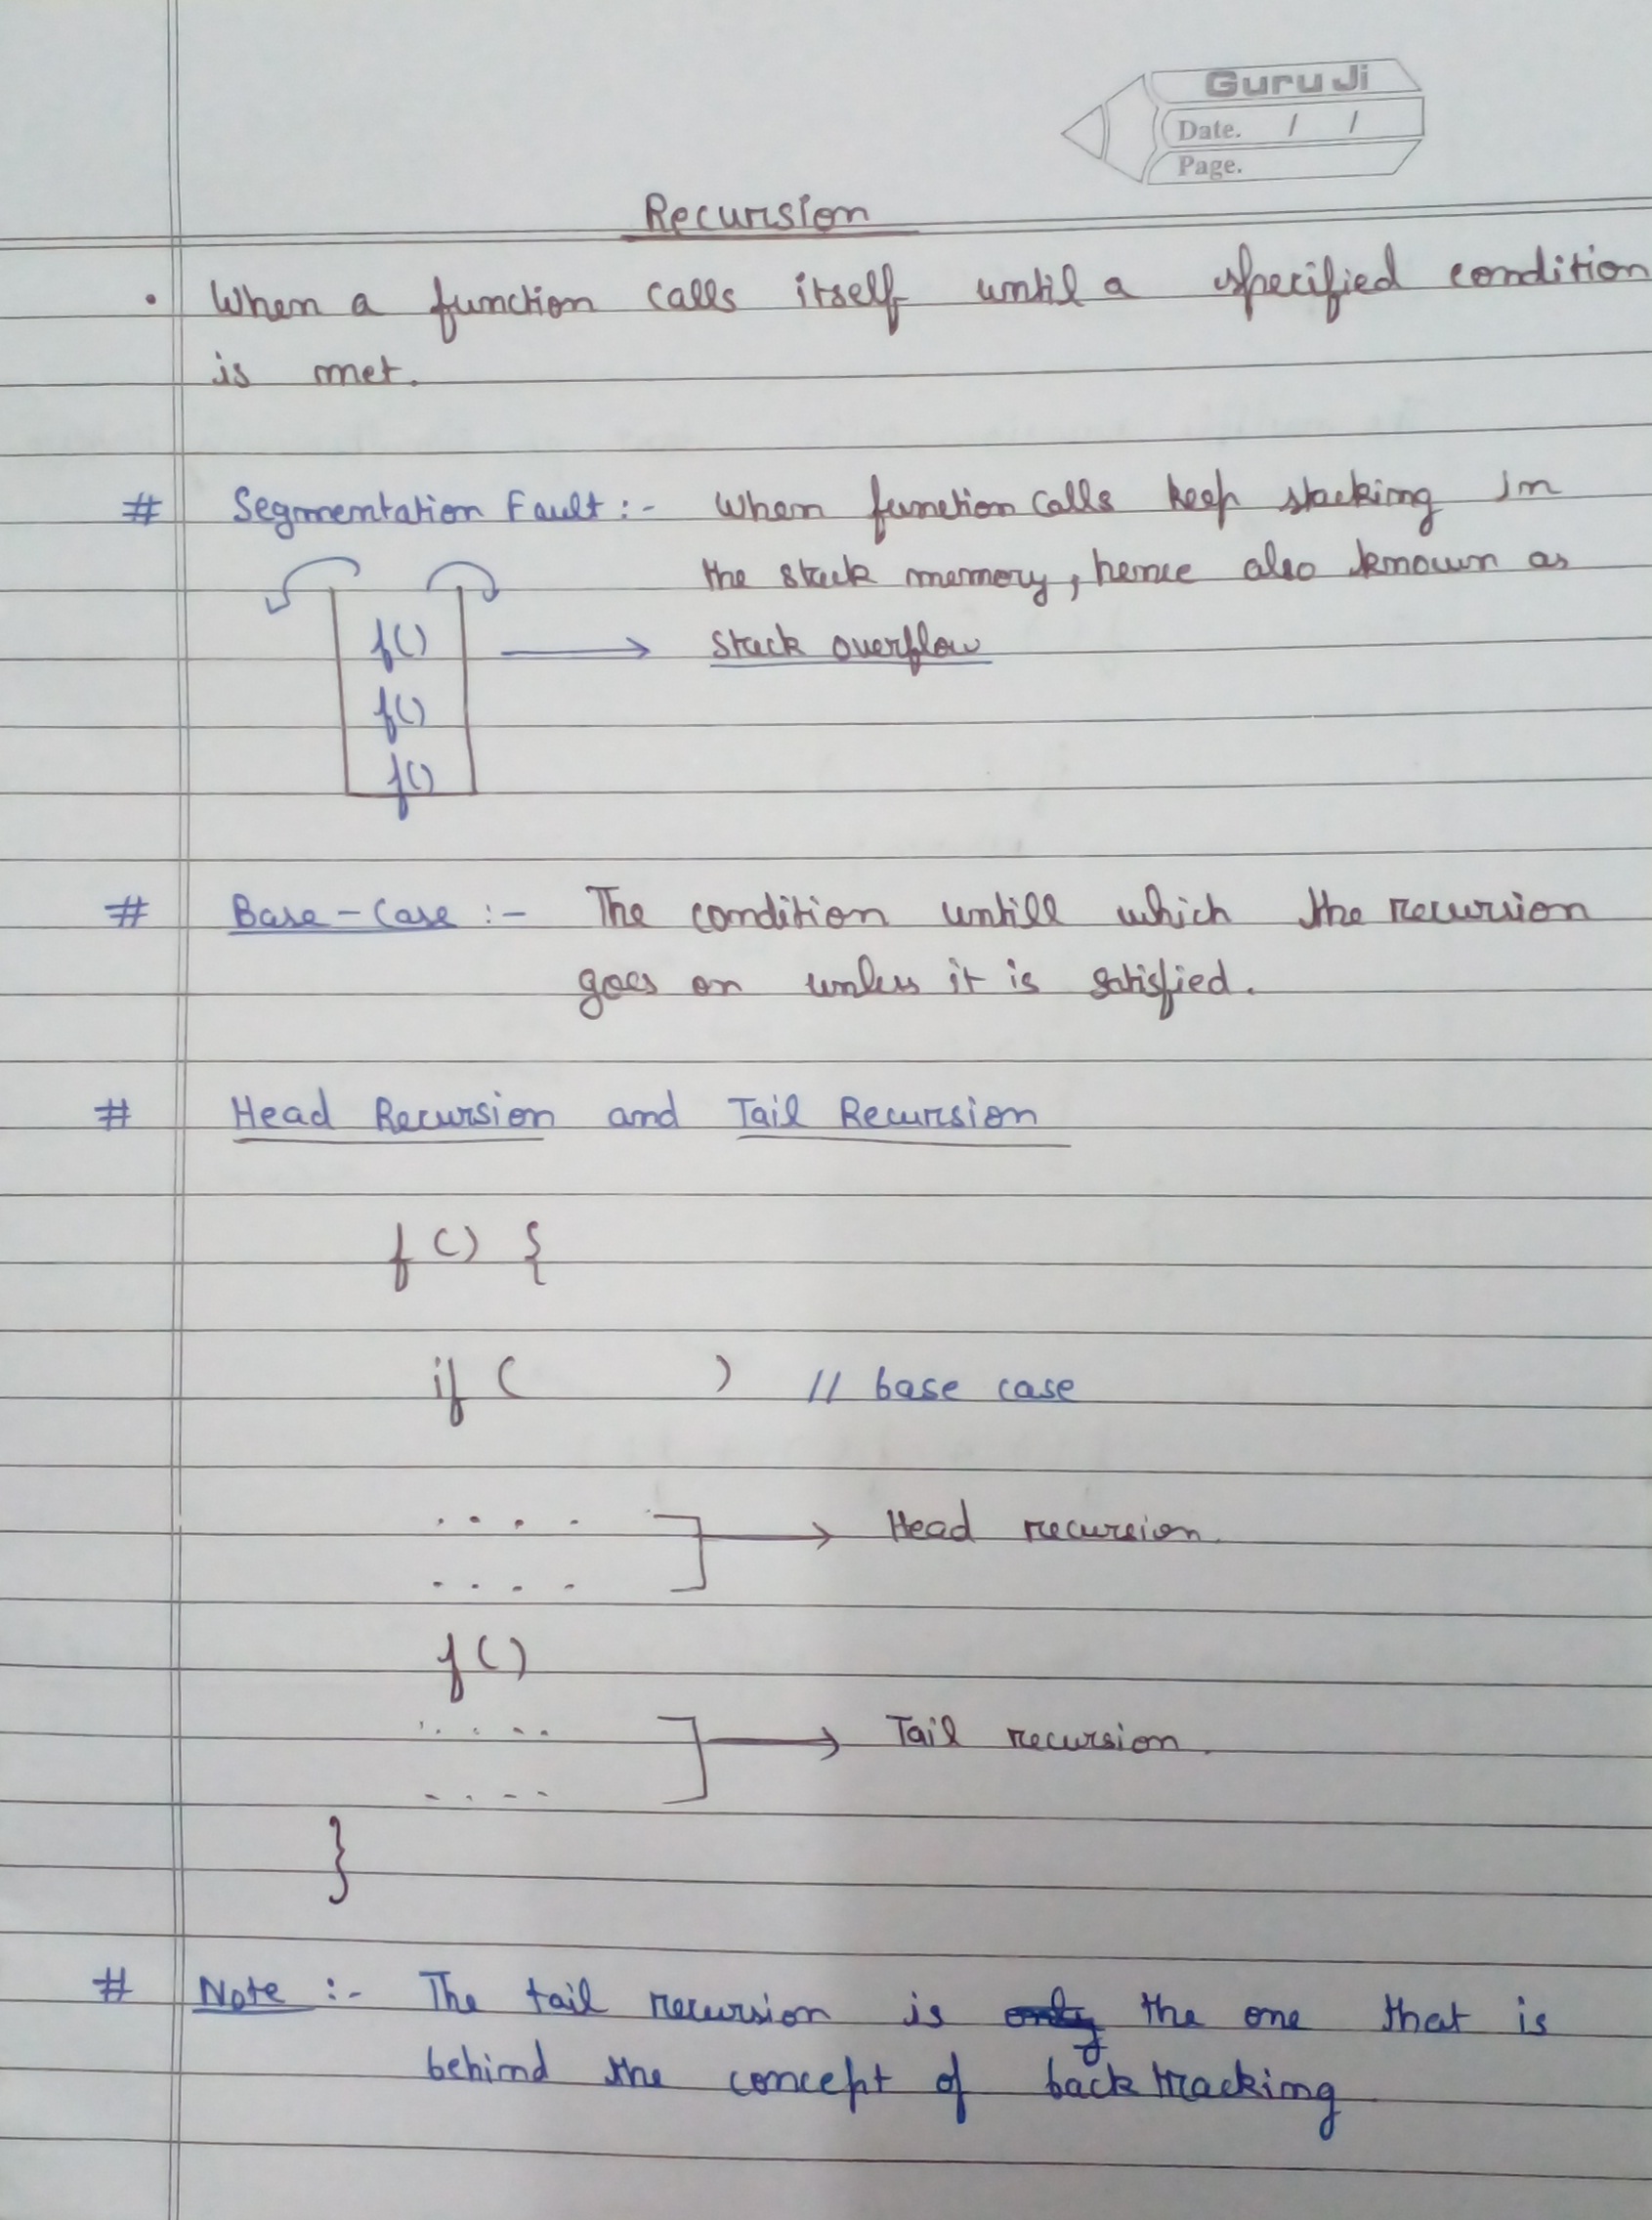 Guru Ji
Date. / /
Page.
Recursion
• When a function calls itself until a specified condition
is met.
# Segmentation Fault :- When function calls keep stacking in
the stack memory, hence also known as
f() → stack overflow
f()
f()
# Base-Case :- The condition untill which the recursion
goes on unless it is satisfied.
# Head Recursion and Tail Recursion
f () {
if ( ) // base case
. . . . → Head recursion.
. . . .
f ()
. . . . . → Tail recursion.
. . . .
}
# Note :- The tail recursion is only the one that is
behind the concept of backtracking